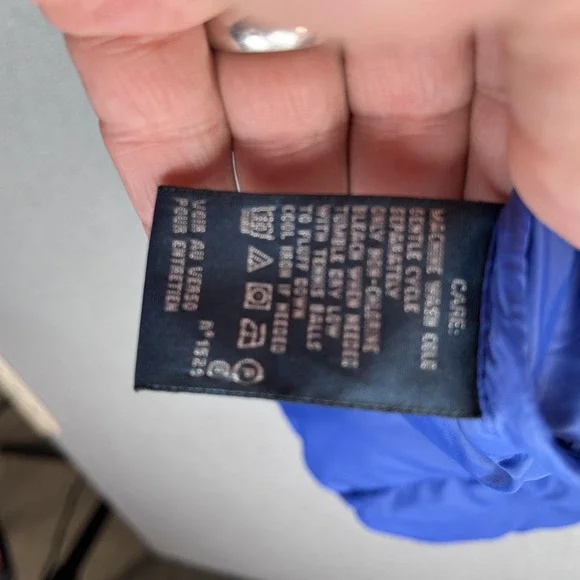 CARE:
MACHINE WASH COLD
GENTLE CYCLE
SEPARATELY
ONLY NON-CHLORINE
BLEACH WHEN NEEDED
TUMBLE DRY LOW
WITH TENNIS BALLS
TO FLUFF DOWN
COOL IRON IF NEEDED
VOIR AU VERSO
POUR ENTRETIEN